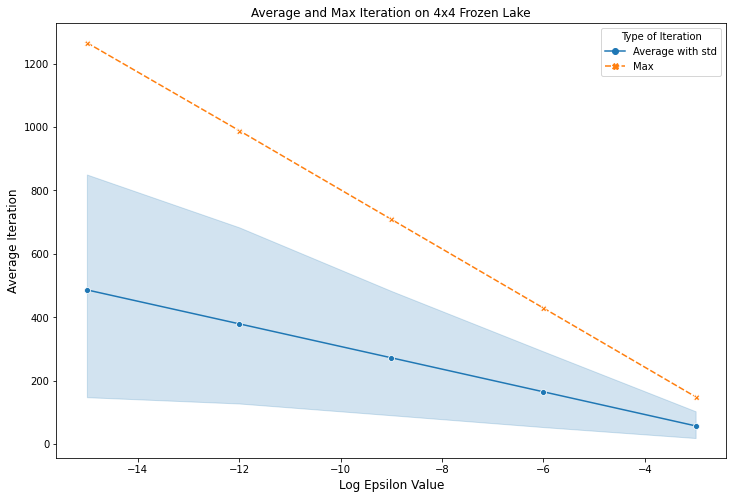 Average and Max Iteration on 4x4 Frozen Lake
Type of Iteration
Average with std
Max
1200
1000
800
600
400
200
0
Average Iteration
−14
−12
−10
−8
−6
−4
Log Epsilon Value